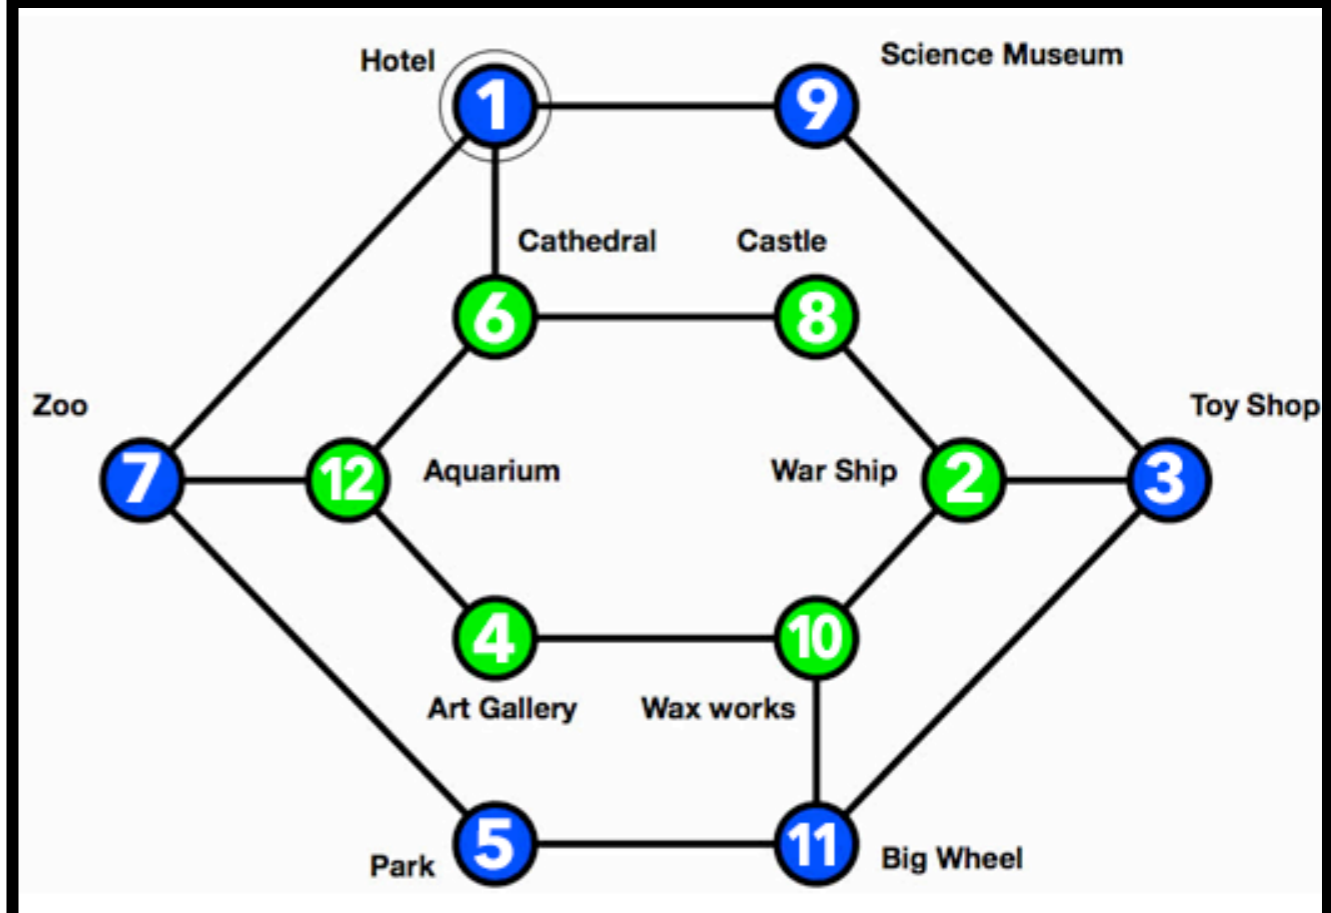 Science Museum
Hotel
1
9
Cathedral
Castle
6
8
Zoo
Toy Shop
7
12
Aquarium
War Ship
2
3
4
10
Art Gallery
Wax works
5
11
Park
Big Wheel